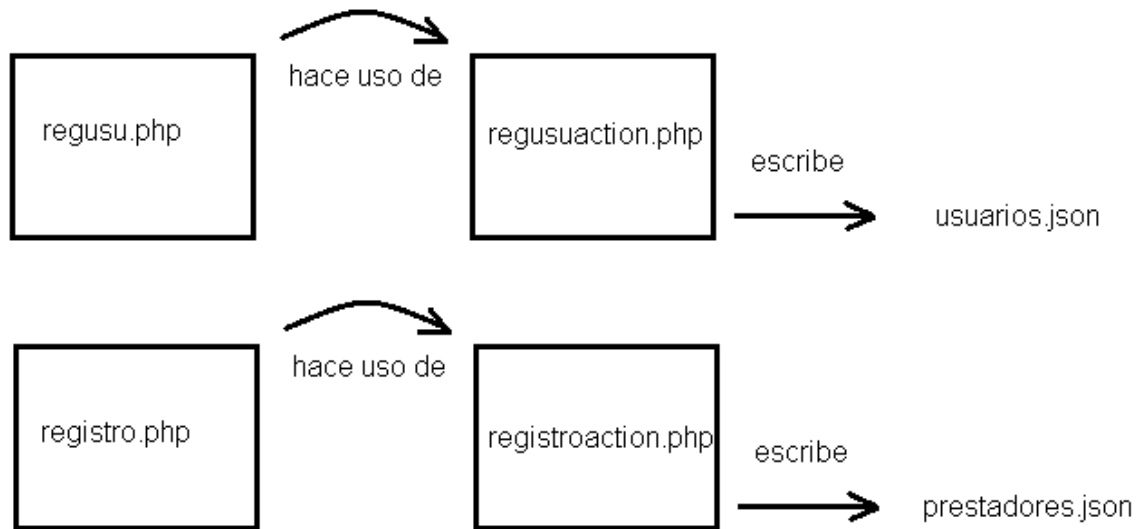 hace uso de
regusu.php
regusuaction.php
escribe
usuarios.json
hace uso de
registro.php
registroaction.php
escribe
prestadores.json